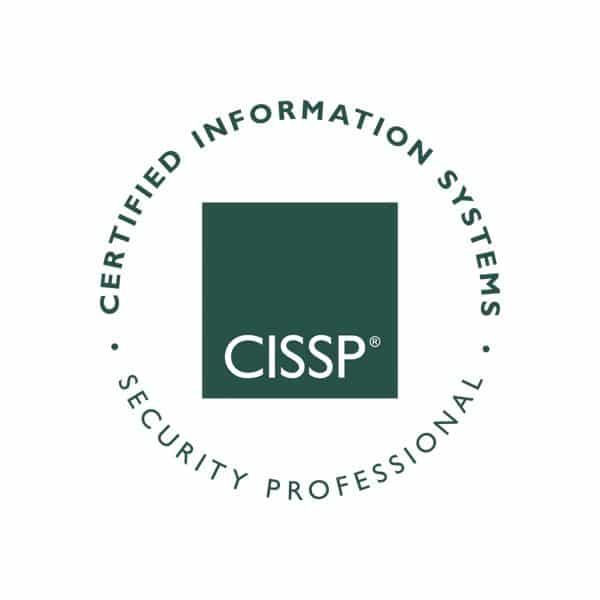 CERTIFIED INFORMATION SYSTEMS
CISSP®
• SECURITY PROFESSIONAL •